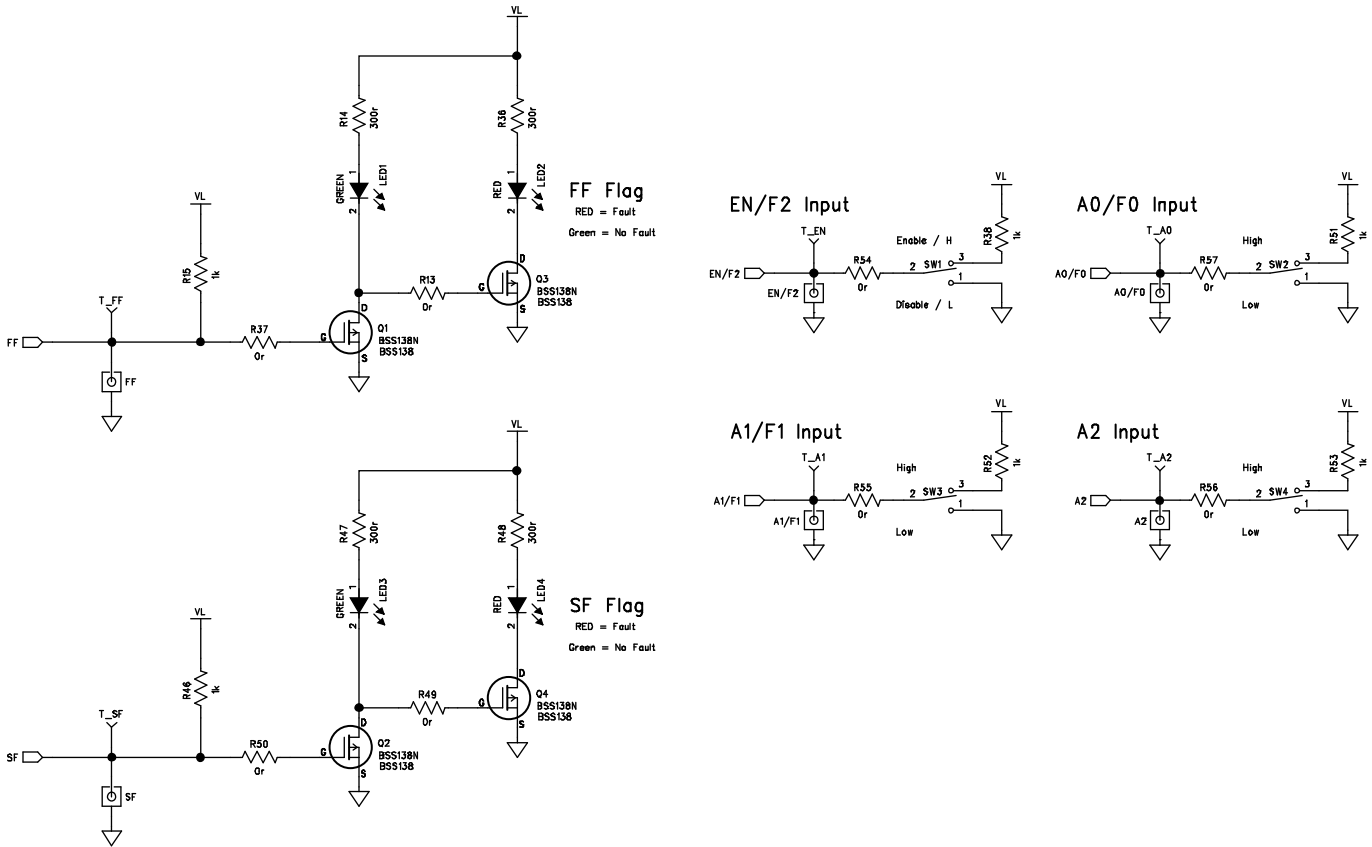 VL
R14
300r
R36
300r
1
GREEN
LED1
2
1
RED
LED2
2
FF Flag
RED = Fault
Green = No Fault
VL
R15
1k
T_FF
FF
FF
R37
0r
G
D
S
Q1
BSS138N
BSS138
R13
0r
G
D
S
Q3
BSS138N
BSS138
EN/F2 Input
T_EN
EN/F2
EN/F2
R54
0r
Enable / H
2
SW1
3
1
Disable / L
VL
R38
1k
A0/F0 Input
T_A0
A0/F0
A0/F0
R57
0r
High
2
SW2
3
1
Low
VL
R51
1k
VL
R47
300r
R48
300r
1
GREEN
LED3
2
1
RED
LED4
2
SF Flag
RED = Fault
Green = No Fault
VL
R46
1k
T_SF
SF
SF
R50
0r
G
D
S
Q2
BSS138N
BSS138
R49
0r
G
D
S
Q4
BSS138N
BSS138
A1/F1 Input
T_A1
A1/F1
A1/F1
R55
0r
High
2
SW3
3
1
Low
VL
R52
1k
A2 Input
T_A2
A2
A2
R56
0r
High
2
SW4
3
1
Low
VL
R53
1k